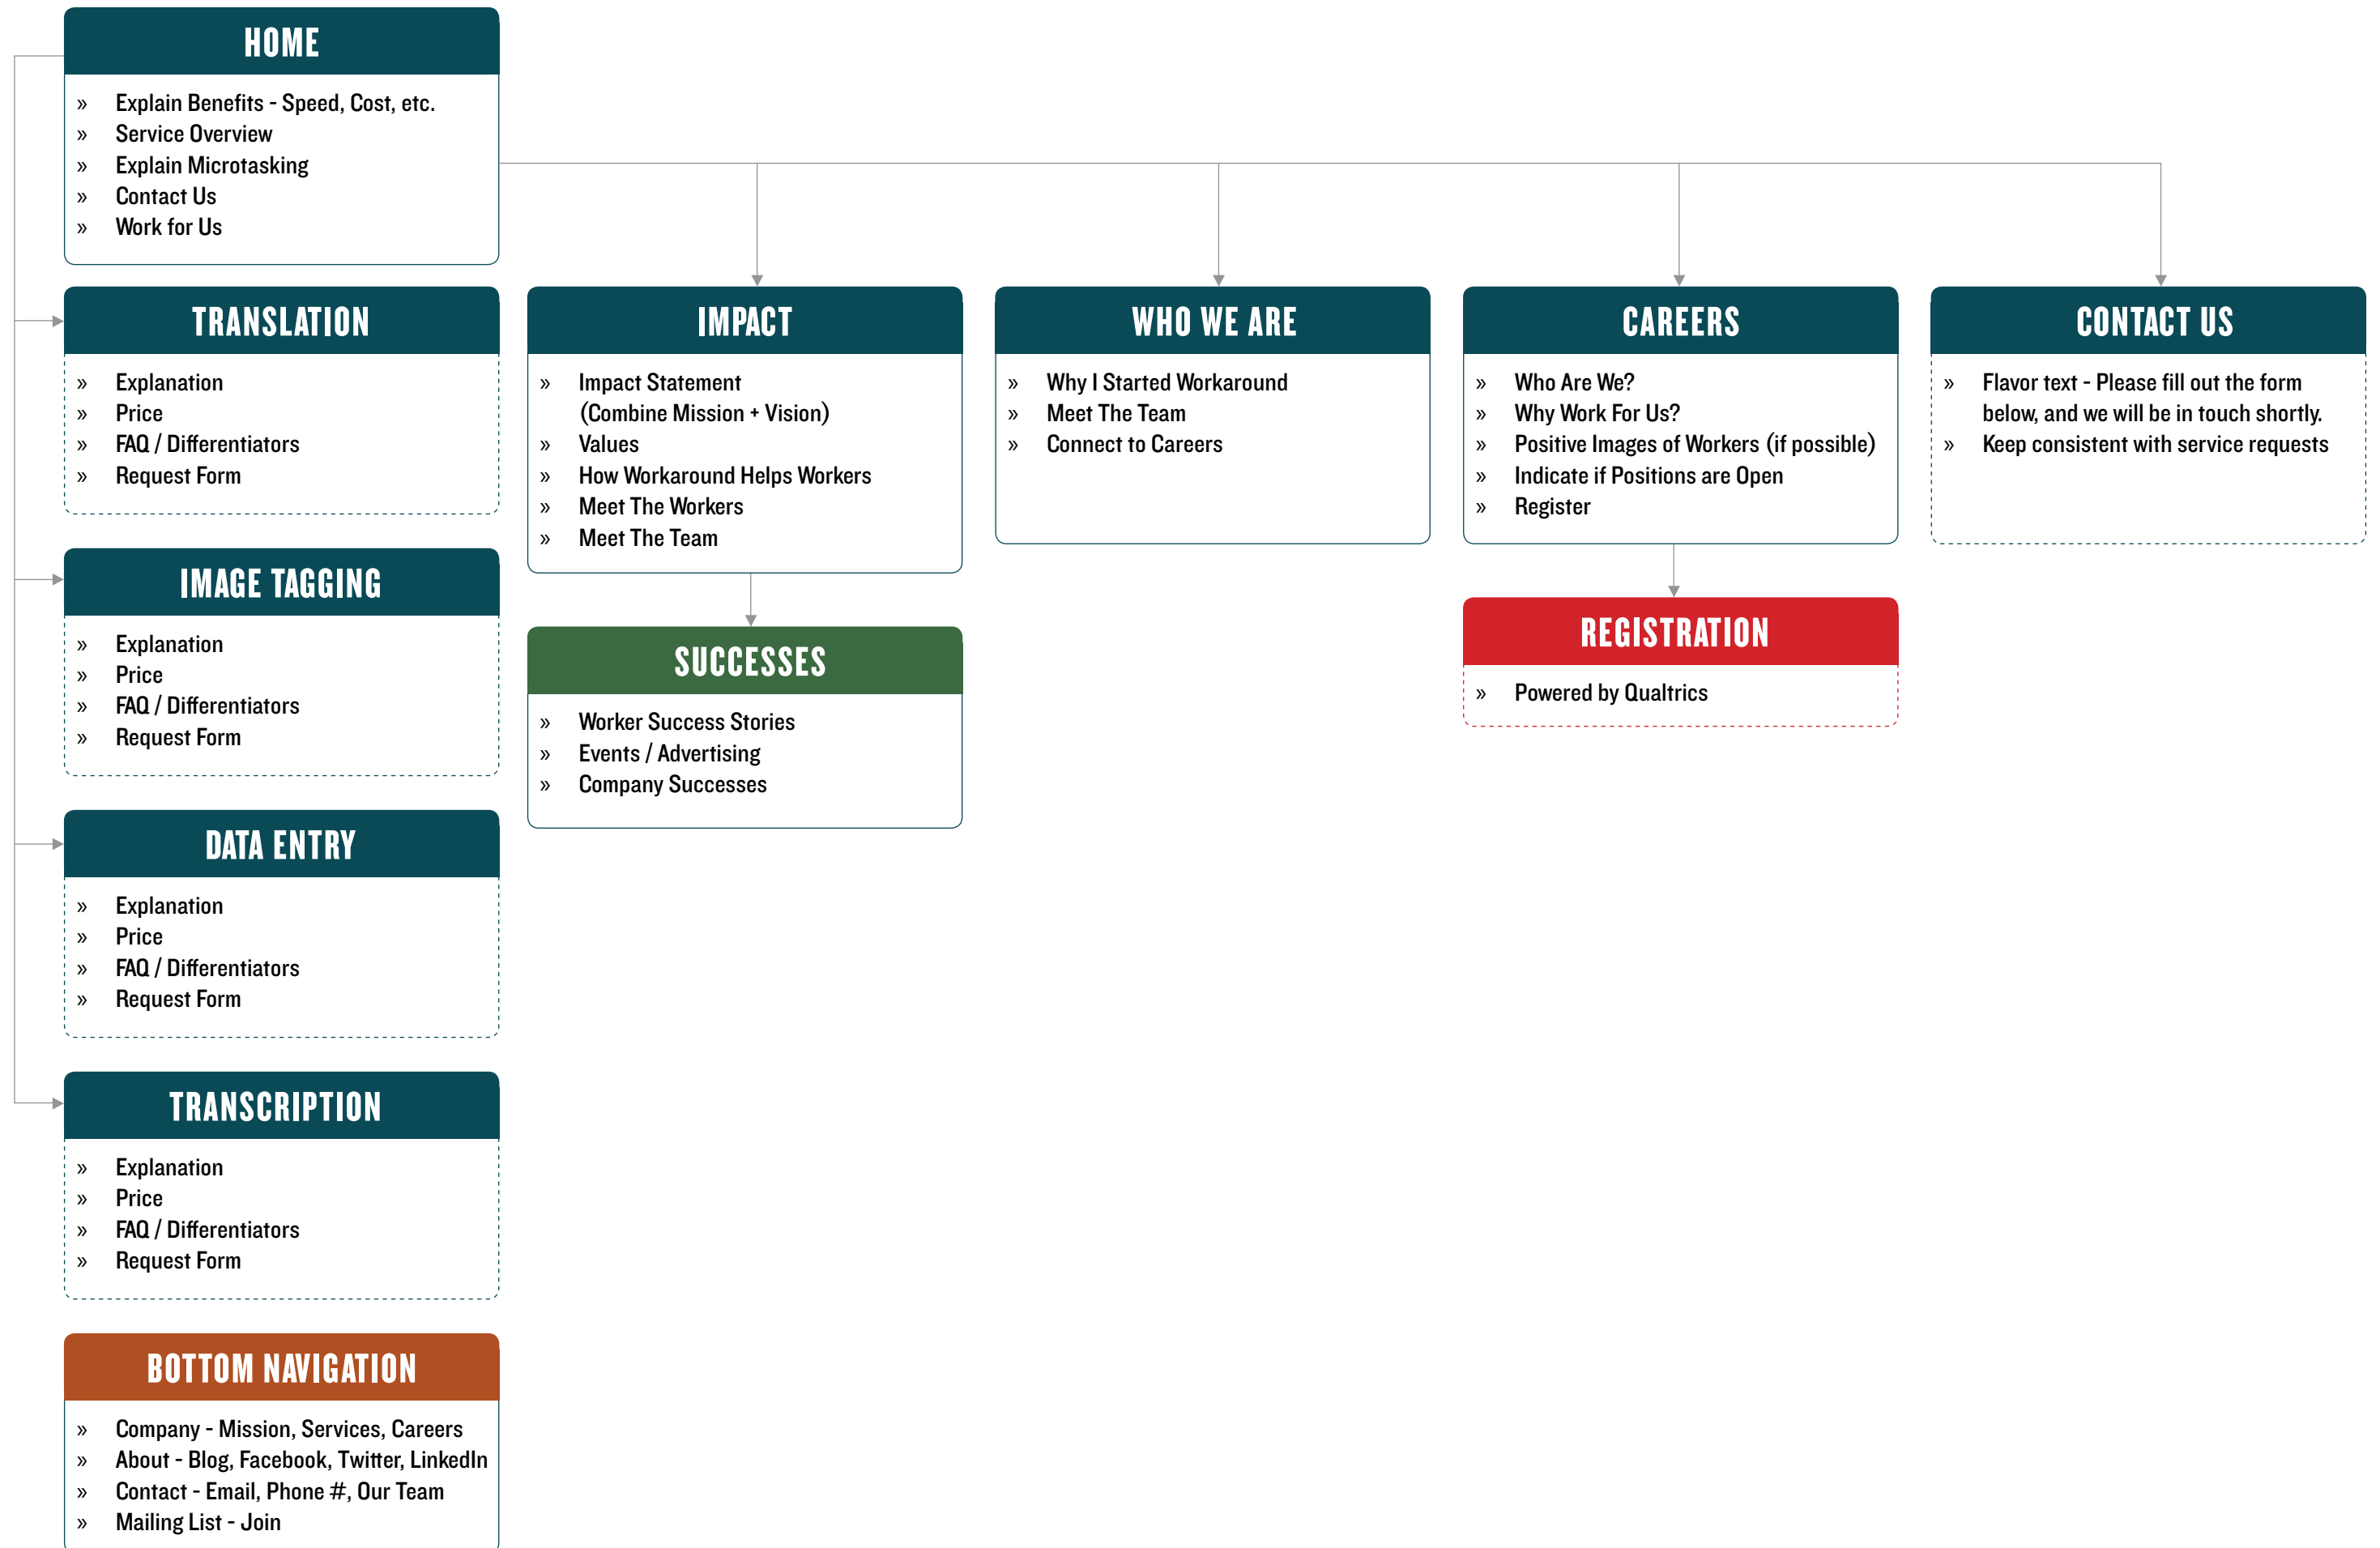 HOME
» Explain Benefits - Speed, Cost, etc.
» Service Overview
» Explain Microtasking
» Contact Us
» Work for Us
TRANSLATION
» Explanation
» Price
» FAQ / Differentiators
» Request Form
IMAGE TAGGING
» Explanation
» Price
» FAQ / Differentiators
» Request Form
DATA ENTRY
» Explanation
» Price
» FAQ / Differentiators
» Request Form
TRANSCRIPTION
» Explanation
» Price
» FAQ / Differentiators
» Request Form
BOTTOM NAVIGATION
» Company - Mission, Services, Careers
» About - Blog, Facebook, Twitter, LinkedIn
» Contact - Email, Phone #, Our Team
» Mailing List - Join
IMPACT
» Impact Statement
(Combine Mission + Vision)
» Values
» How Workaround Helps Workers
» Meet The Workers
» Meet The Team
SUCCESSES
» Worker Success Stories
» Events / Advertising
» Company Successes
WHO WE ARE
» Why I Started Workaround
» Meet The Team
» Connect to Careers
CAREERS
» Who Are We?
» Why Work For Us?
» Positive Images of Workers (if possible)
» Indicate if Positions are Open
» Register
REGISTRATION
» Powered by Qualtrics
CONTACT US
» Flavor text - Please fill out the form
below, and we will be in touch shortly.
» Keep consistent with service requests